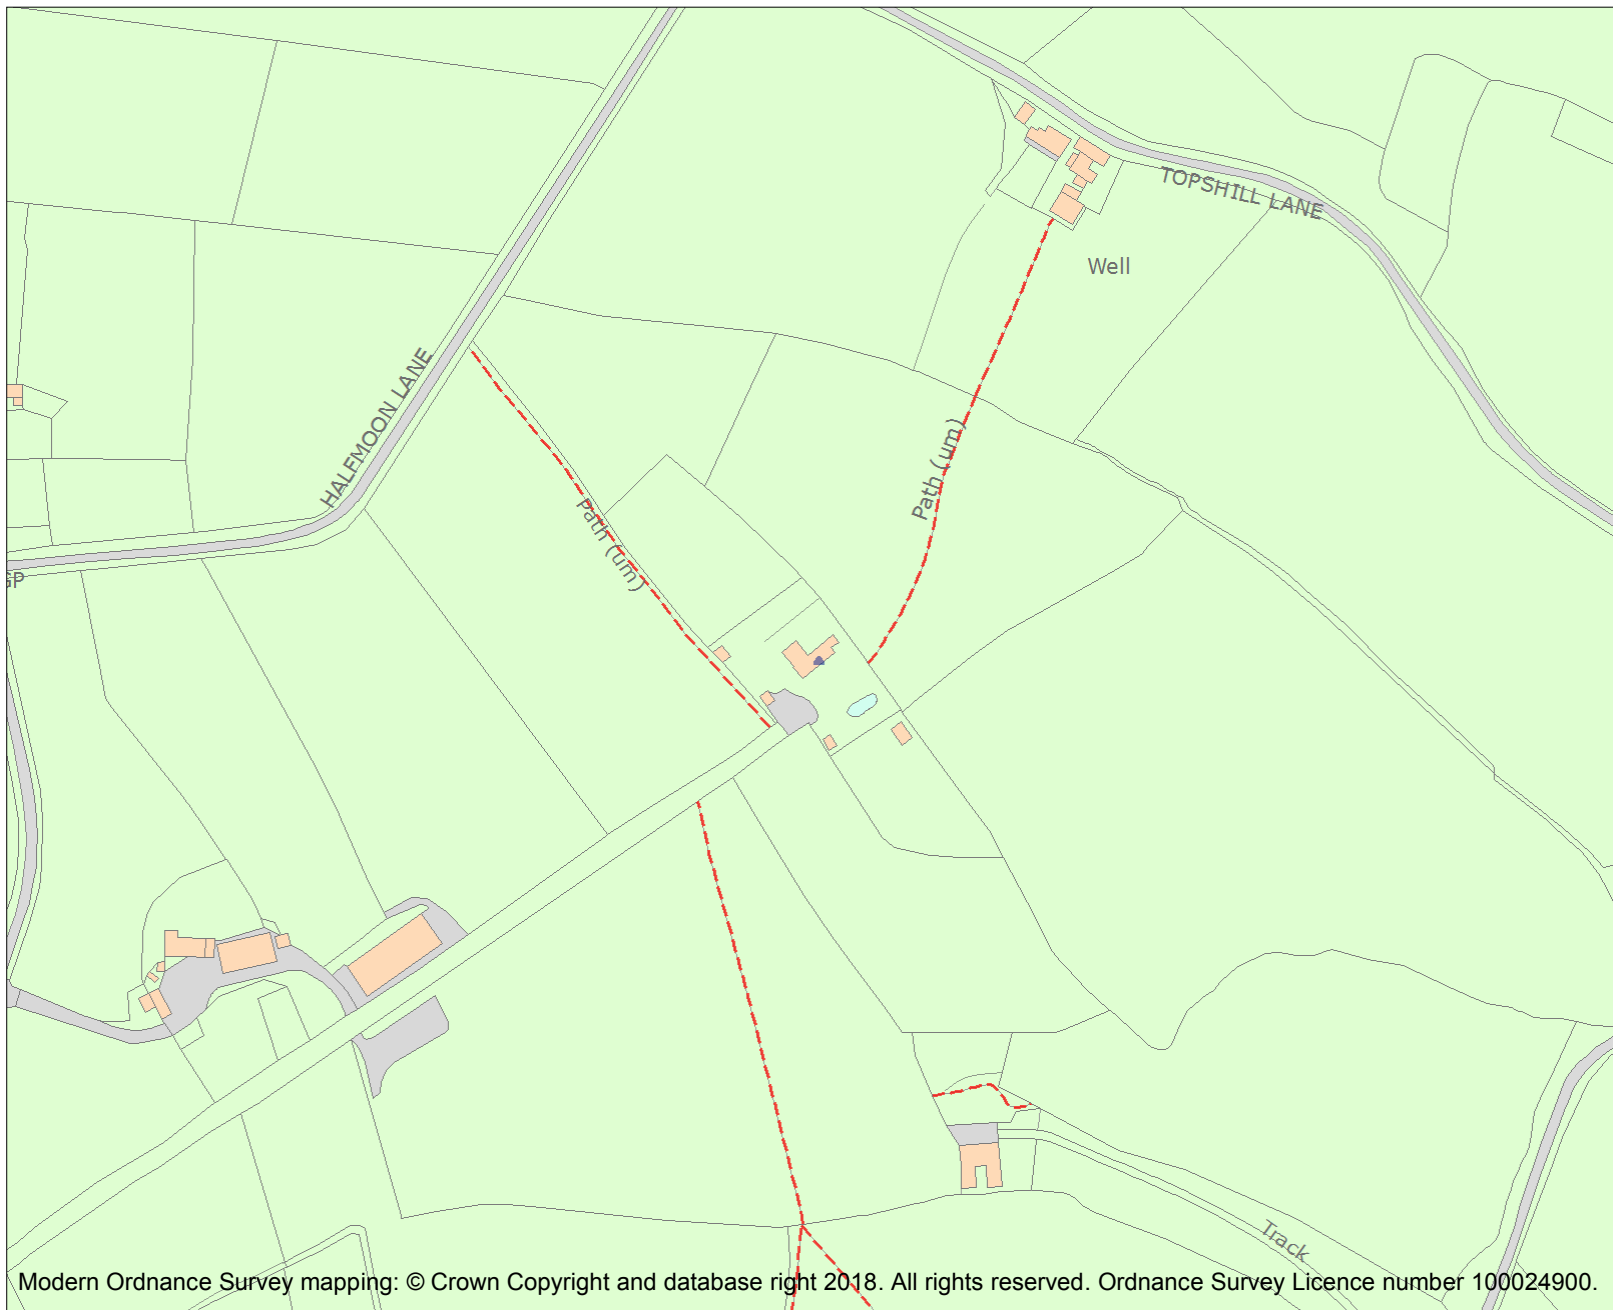 TOPSHILL LANE
Well
HALFMOON LANE
Path (um)
Path (um)
GP
Track
Modern Ordnance Survey mapping: © Crown Copyright and database right 2018. All rights reserved. Ordnance Survey Licence number 100024900.